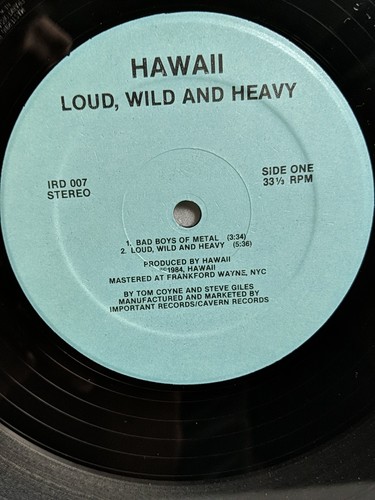 HAWAII
LOUD, WILD AND HEAVY
IRD 007
STEREO
SIDE ONE
33⅓ RPM
1. BAD BOYS OF METAL (3:34)
2. LOUD, WILD AND HEAVY (5:36)
PRODUCED BY HAWAII
℗©1984, HAWAII
MASTERED AT FRANKFORD WAYNE, NYC
BY TOM COYNE AND STEVE GILES
MANUFACTURED AND MARKETED BY
IMPORTANT RECORDS/CAVERN RECORDS